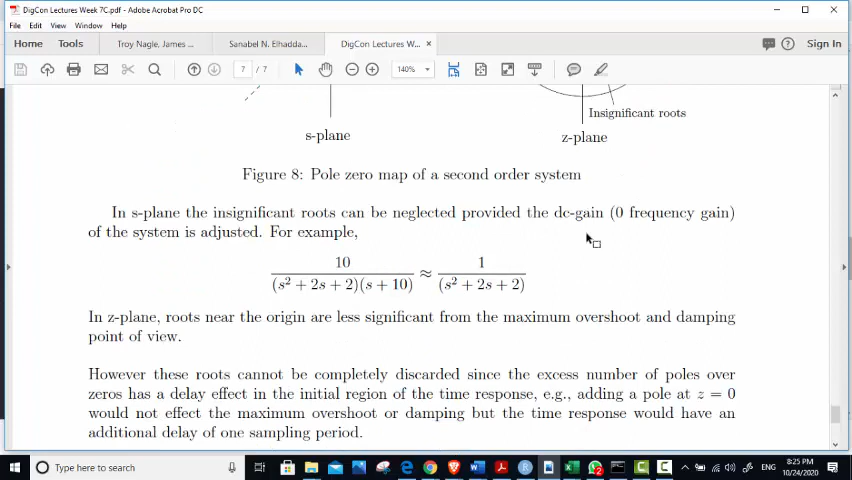 DigCon Lectures Week 7C.pdf - Adobe Acrobat Pro DC
File Edit View Window Help
Home Tools Troy Nagle, James ... Sanabel N. Elhadda... DigCon Lectures W... × Sign In
7 / 7 140%
Insignificant roots
s-plane z-plane
Figure 8: Pole zero map of a second order system
In s-plane the insignificant roots can be neglected provided the dc-gain (0 frequency gain)
of the system is adjusted. For example,
10 / (s² + 2s + 2)(s + 10) ≈ 1 / (s² + 2s + 2)
In z-plane, roots near the origin are less significant from the maximum overshoot and damping
point of view.
However these roots cannot be completely discarded since the excess number of poles over
zeros has a delay effect in the initial region of the time response, e.g., adding a pole at z = 0
would not effect the maximum overshoot or damping but the time response would have an
additional delay of one sampling period.
Type here to search
ENG
8:25 PM
10/24/2020